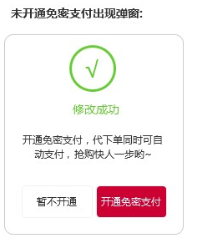 未开通免密支付出现弹窗:
修改成功
开通免密支付，代下单同时可自
动支付，抢购快人一步哟~
暂不开通
开通免密支付